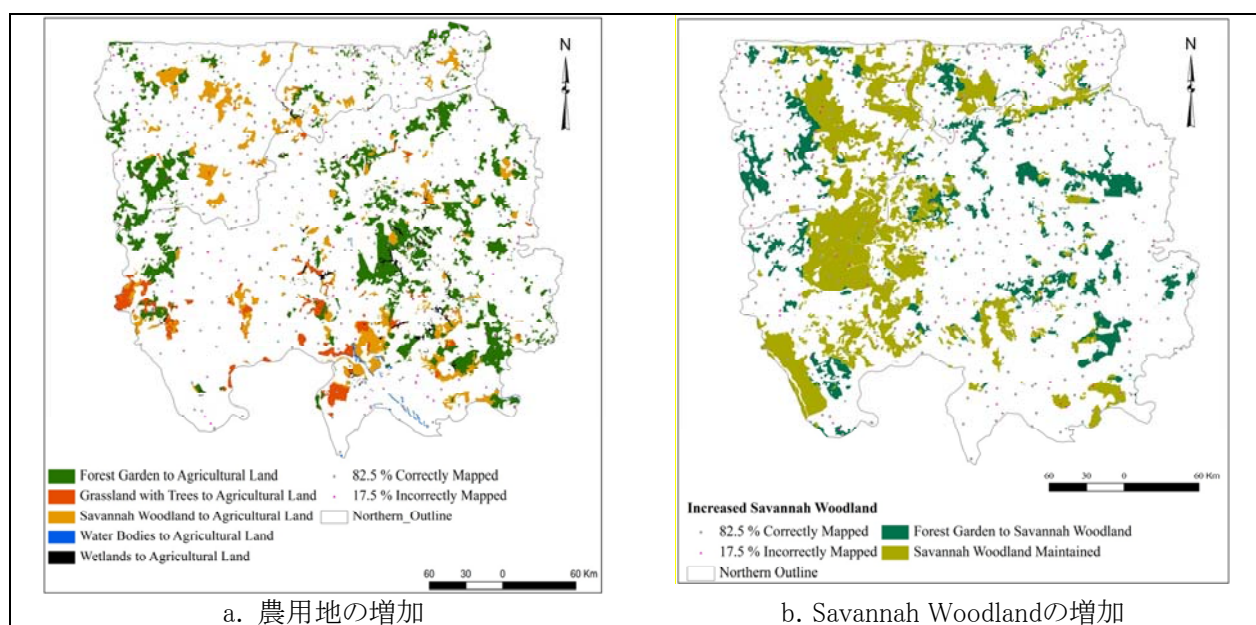 N
Forest Garden to Agricultural Land
82.5 % Correctly Mapped
Grassland with Trees to Agricultural Land
17.5 % Incorrectly Mapped
Savannah Woodland to Agricultural Land
Northern_Outline
Water Bodies to Agricultural Land
Wetlands to Agricultural Land
60 30 0 60 Km
a. 農用地の増加
N
60 30 0 60 Km
Increased Savannah Woodland
82.5 % Correctly Mapped
Forest Garden to Savannah Woodland
17.5 % Incorrectly Mapped
Savannah Woodland Maintained
Northern Outline
b. Savannah Woodlandの増加